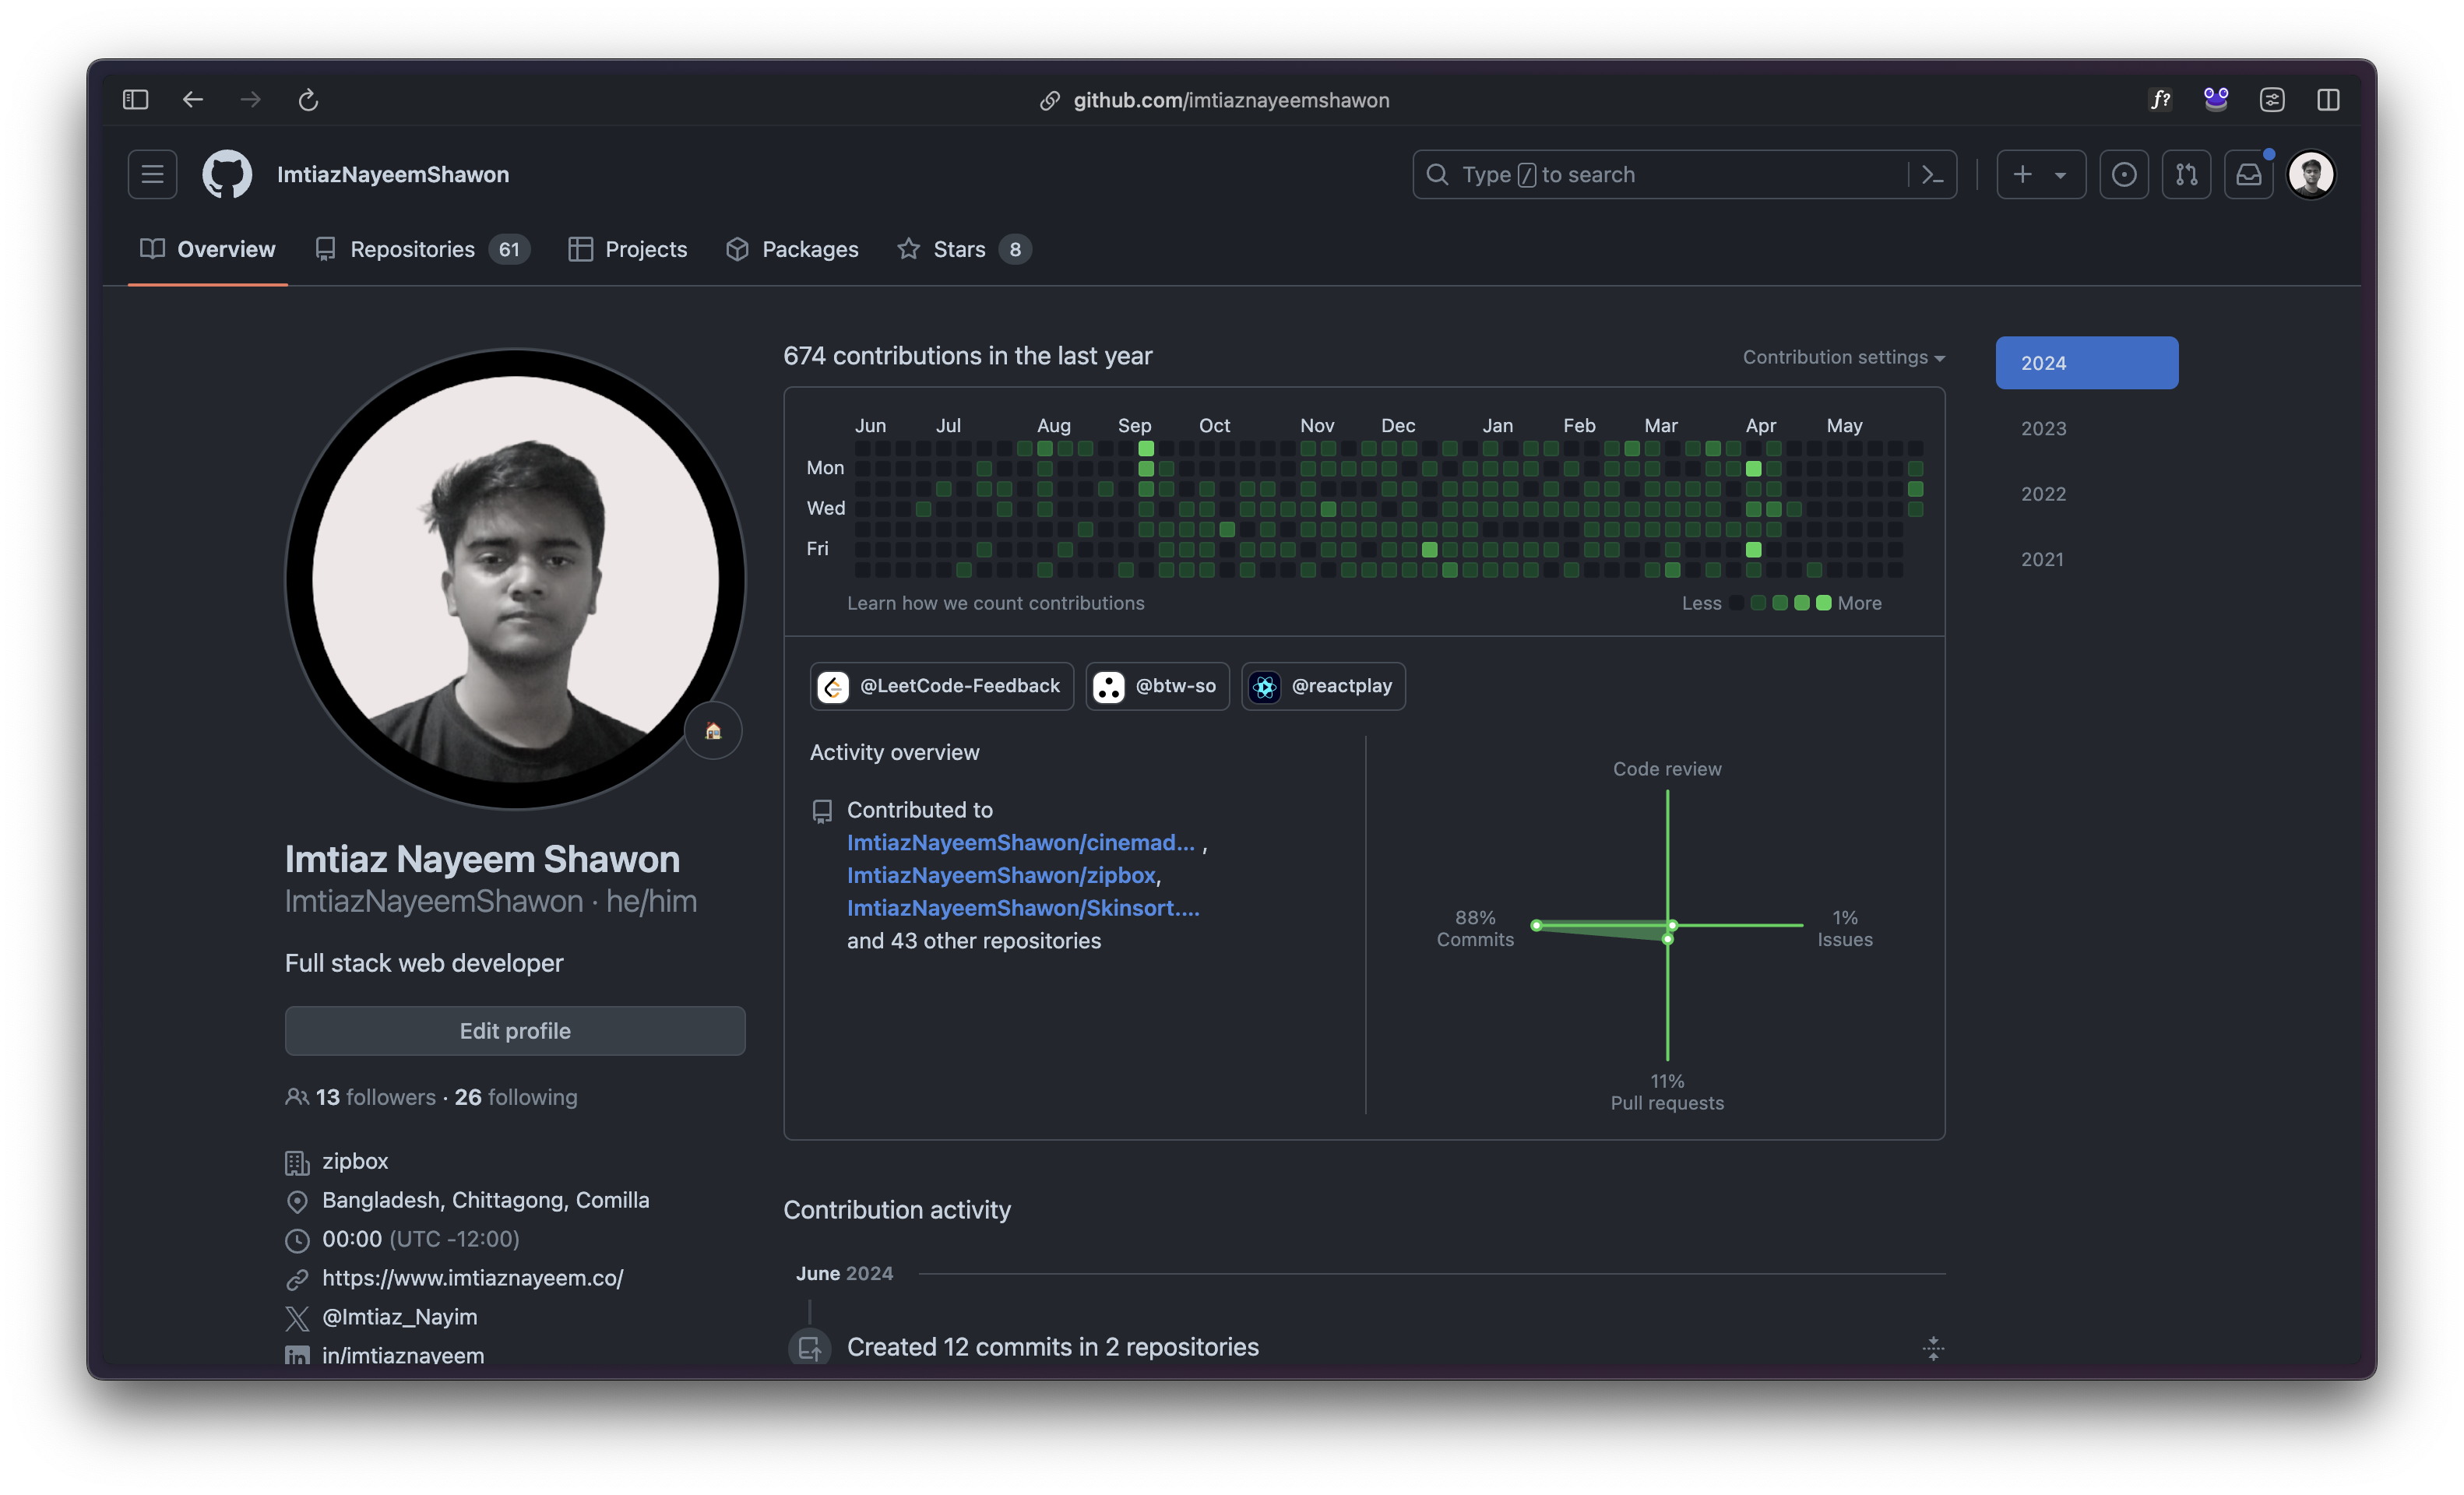 github.com/imtiaznayeemshawon
f?
ImtiazNayeemShawon
Type / to search
Overview
Repositories 61
Projects
Packages
Stars 8
674 contributions in the last year
Contribution settings
2024
2023
2022
2021
Jun Jul Aug Sep Oct Nov Dec Jan Feb Mar Apr May
Mon
Wed
Fri
Learn how we count contributions
Less More
@LeetCode-Feedback
@btw-so
@reactplay
Activity overview
Contributed to
ImtiazNayeemShawon/cinemad... ,
ImtiazNayeemShawon/zipbox,
ImtiazNayeemShawon/Skinsort....
and 43 other repositories
Code review
88%
Commits
1%
Issues
11%
Pull requests
Imtiaz Nayeem Shawon
ImtiazNayeemShawon · he/him
Full stack web developer
Edit profile
13 followers · 26 following
zipbox
Bangladesh, Chittagong, Comilla
00:00 (UTC -12:00)
https://www.imtiaznayeem.co/
@Imtiaz_Nayim
in/imtiaznayeem
Contribution activity
June 2024
Created 12 commits in 2 repositories